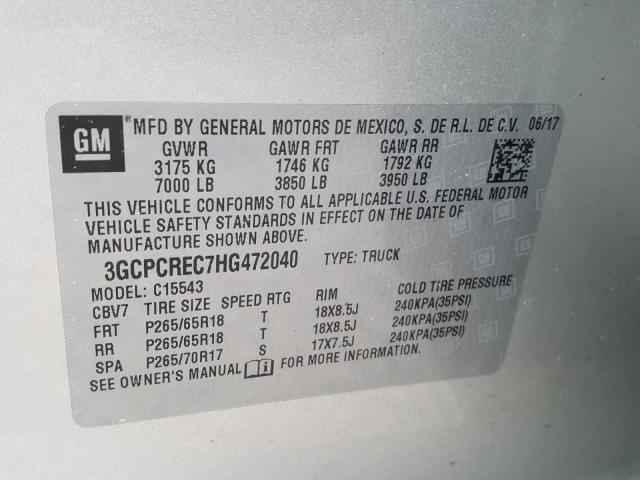 GM ® MFD BY GENERAL MOTORS DE MEXICO, S. DE R.L. DE C.V. 06/17
GVWR GAWR FRT GAWR RR
3175 KG 1746 KG 1792 KG
7000 LB 3850 LB 3950 LB
THIS VEHICLE CONFORMS TO ALL APPLICABLE U.S. FEDERAL MOTOR
VEHICLE SAFETY STANDARDS IN EFFECT ON THE DATE OF
MANUFACTURE SHOWN ABOVE.
3GCPCREC7HG472040 TYPE: TRUCK
MODEL: C15543
CBV7 TIRE SIZE SPEED RTG RIM COLD TIRE PRESSURE
FRT P265/65R18 T 18X8.5J 240KPA(35PSI)
RR P265/65R18 T 18X8.5J 240KPA(35PSI)
SPA P265/70R17 S 17X7.5J 240KPA(35PSI)
SEE OWNER'S MANUAL FOR MORE INFORMATION.